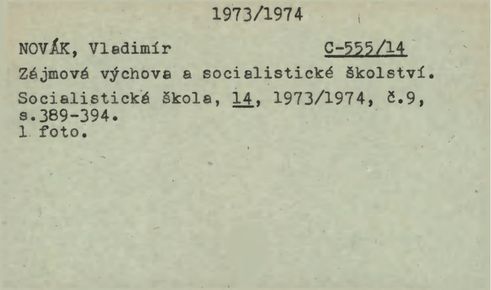 1973/1974
NOVÁK, Vladimír C-555/14
Zájmová výchova a socialistické školství.
Socialistická škola, 14, 1973/1974, č.9,
s.389-394.
1 foto.